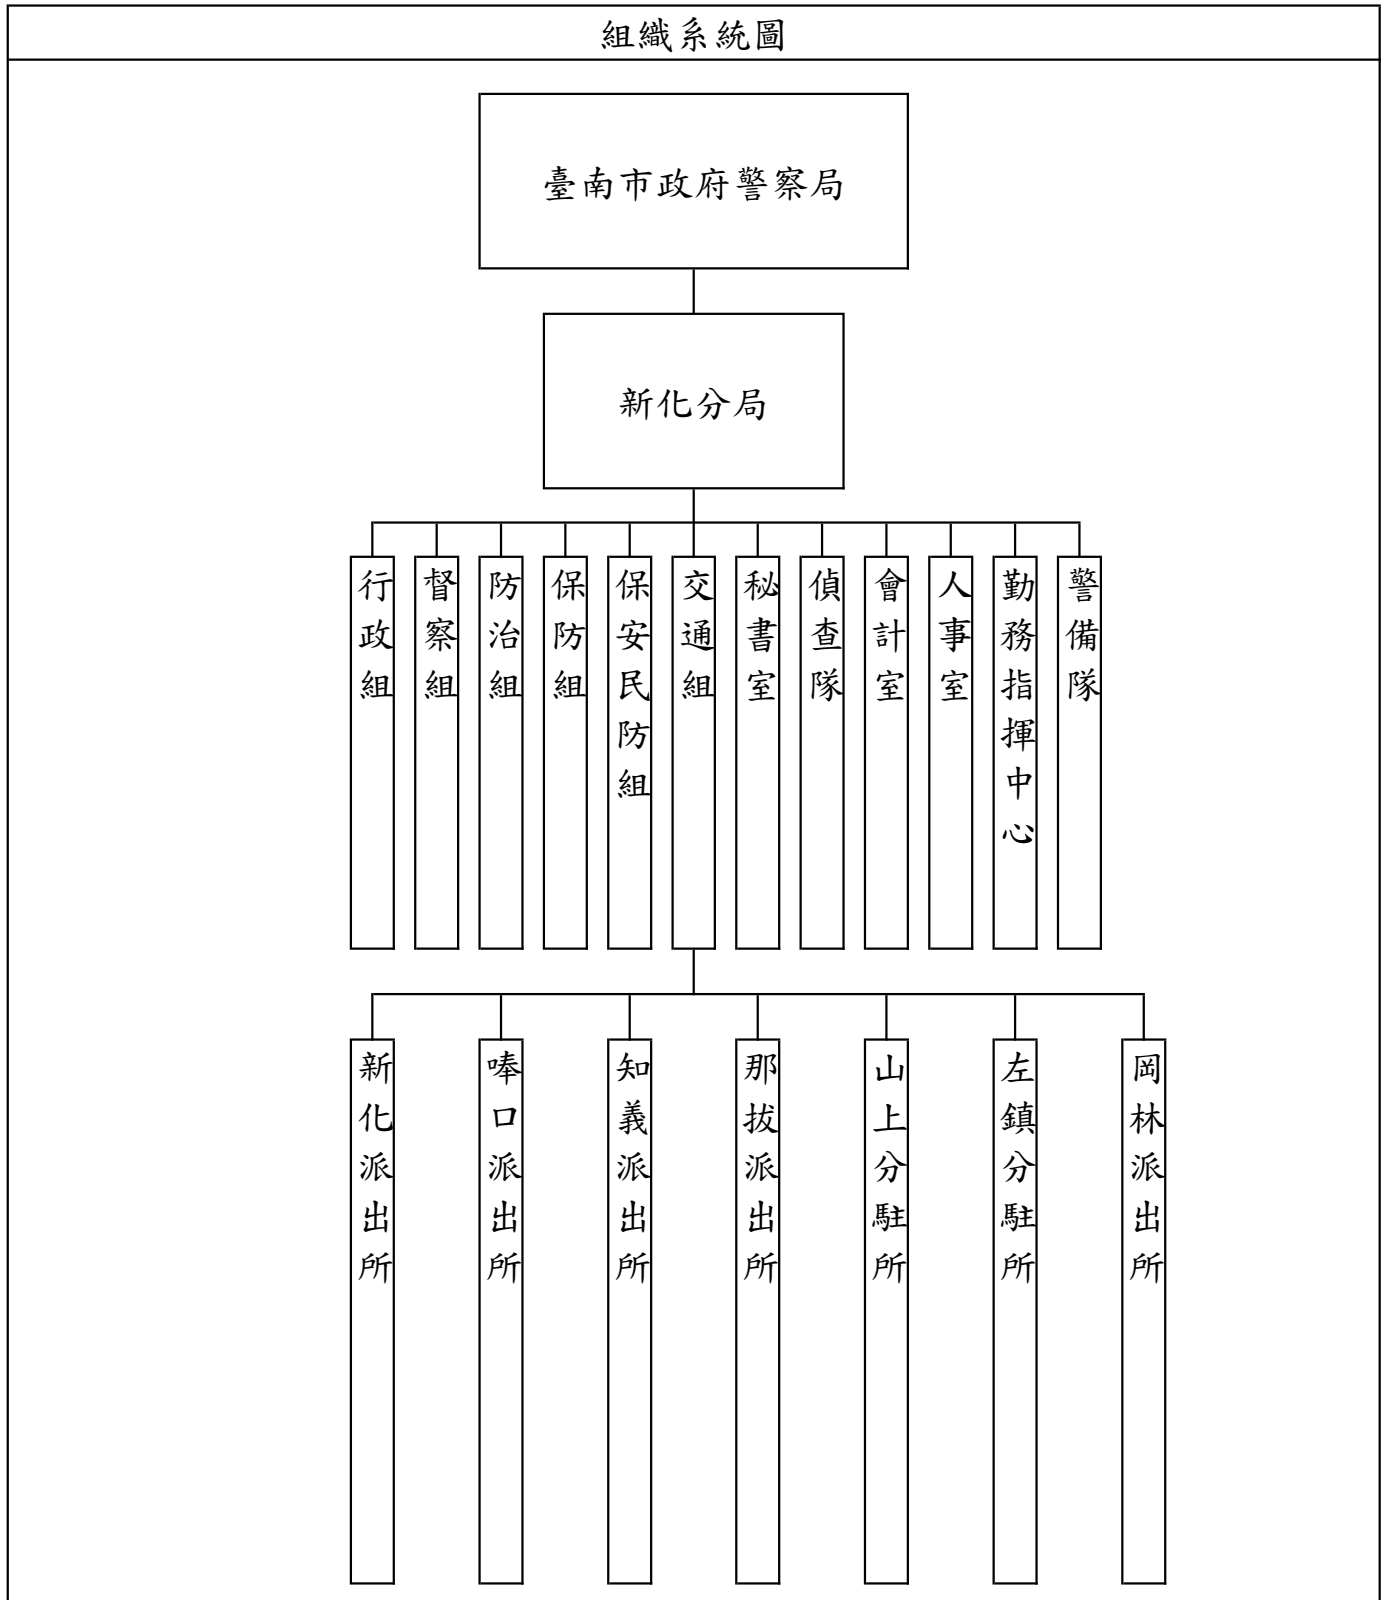 組織系統圖
臺南市政府警察局
新化分局
行政組
督察組
防治組
保防組
保安民防組
交通組
秘書室
偵查隊
會計室
人事室
勤務指揮中心
警備隊
新化派出所
唪口派出所
知義派出所
那拔派出所
山上分駐所
左鎮分駐所
岡林派出所